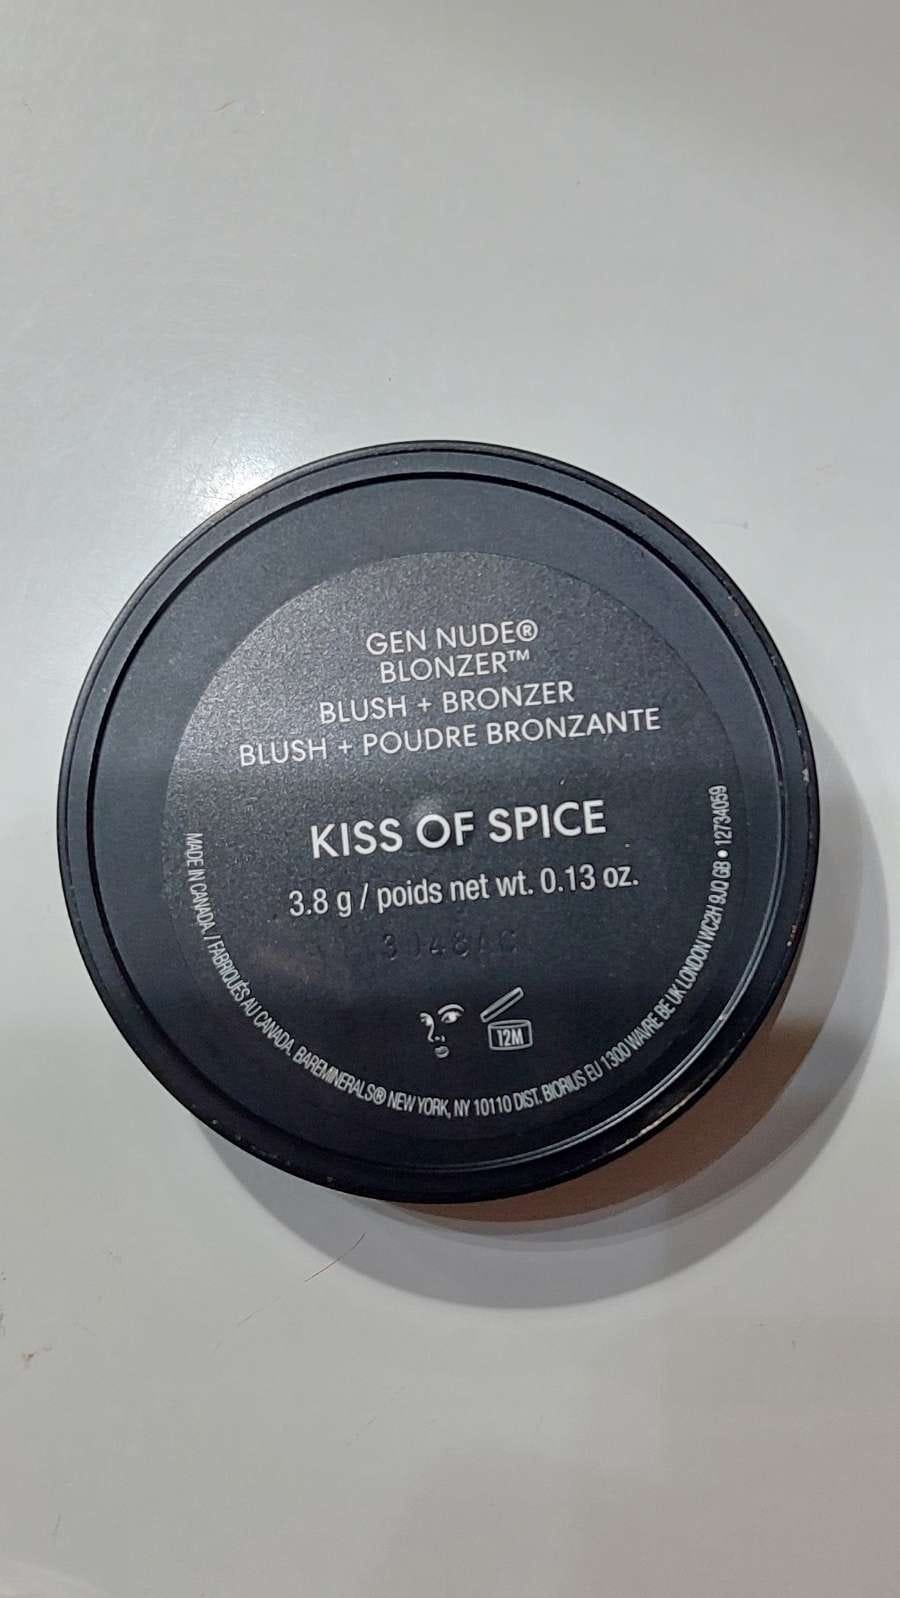 GEN NUDE®
BLONZER™
BLUSH + BRONZER
BLUSH + POUDRE BRONZANTE
KISS OF SPICE
3.8 g / poids net wt. 0.13 oz.
12M
MADE IN CANADA. / FABRIQUÉS AU CANADA. BAREMINERALS® NEW YORK, NY 10110 DIST. BIORIUS EU 1300 WAVRE BE UK LONDON WC2H 9JQ GB • 12734059